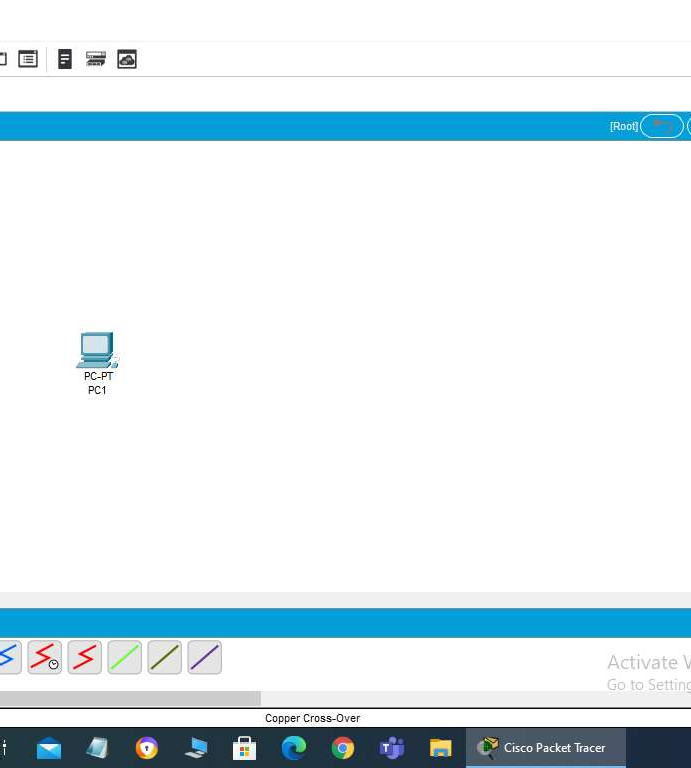 [Root]
PC-PT
PC1
Activate
Go to Setting
Copper Cross-Over
Cisco Packet Tracer